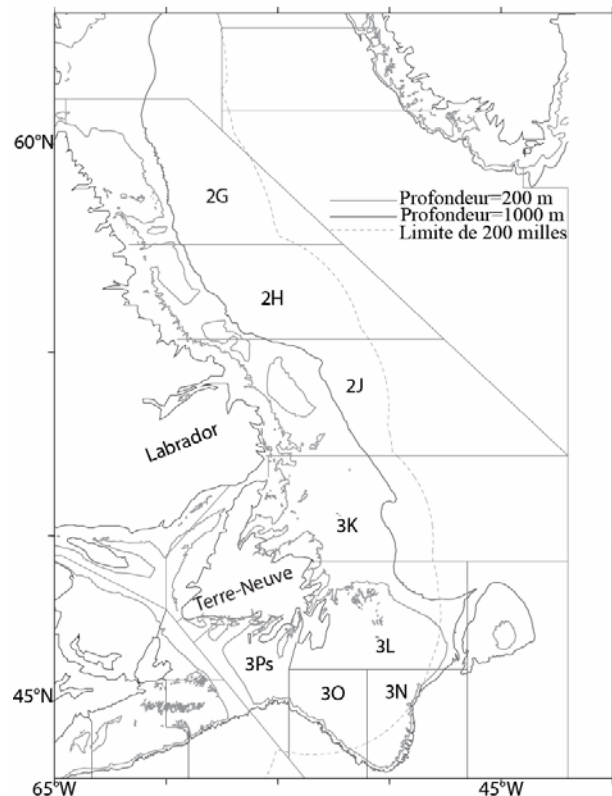 60°N
2G
Profondeur=200 m
Profondeur=1000 m
Limite de 200 milles
2H
2J
Labrador
3K
Terre-Neuve
3L
3Ps
45°N
3O
3N
65°W
45°W